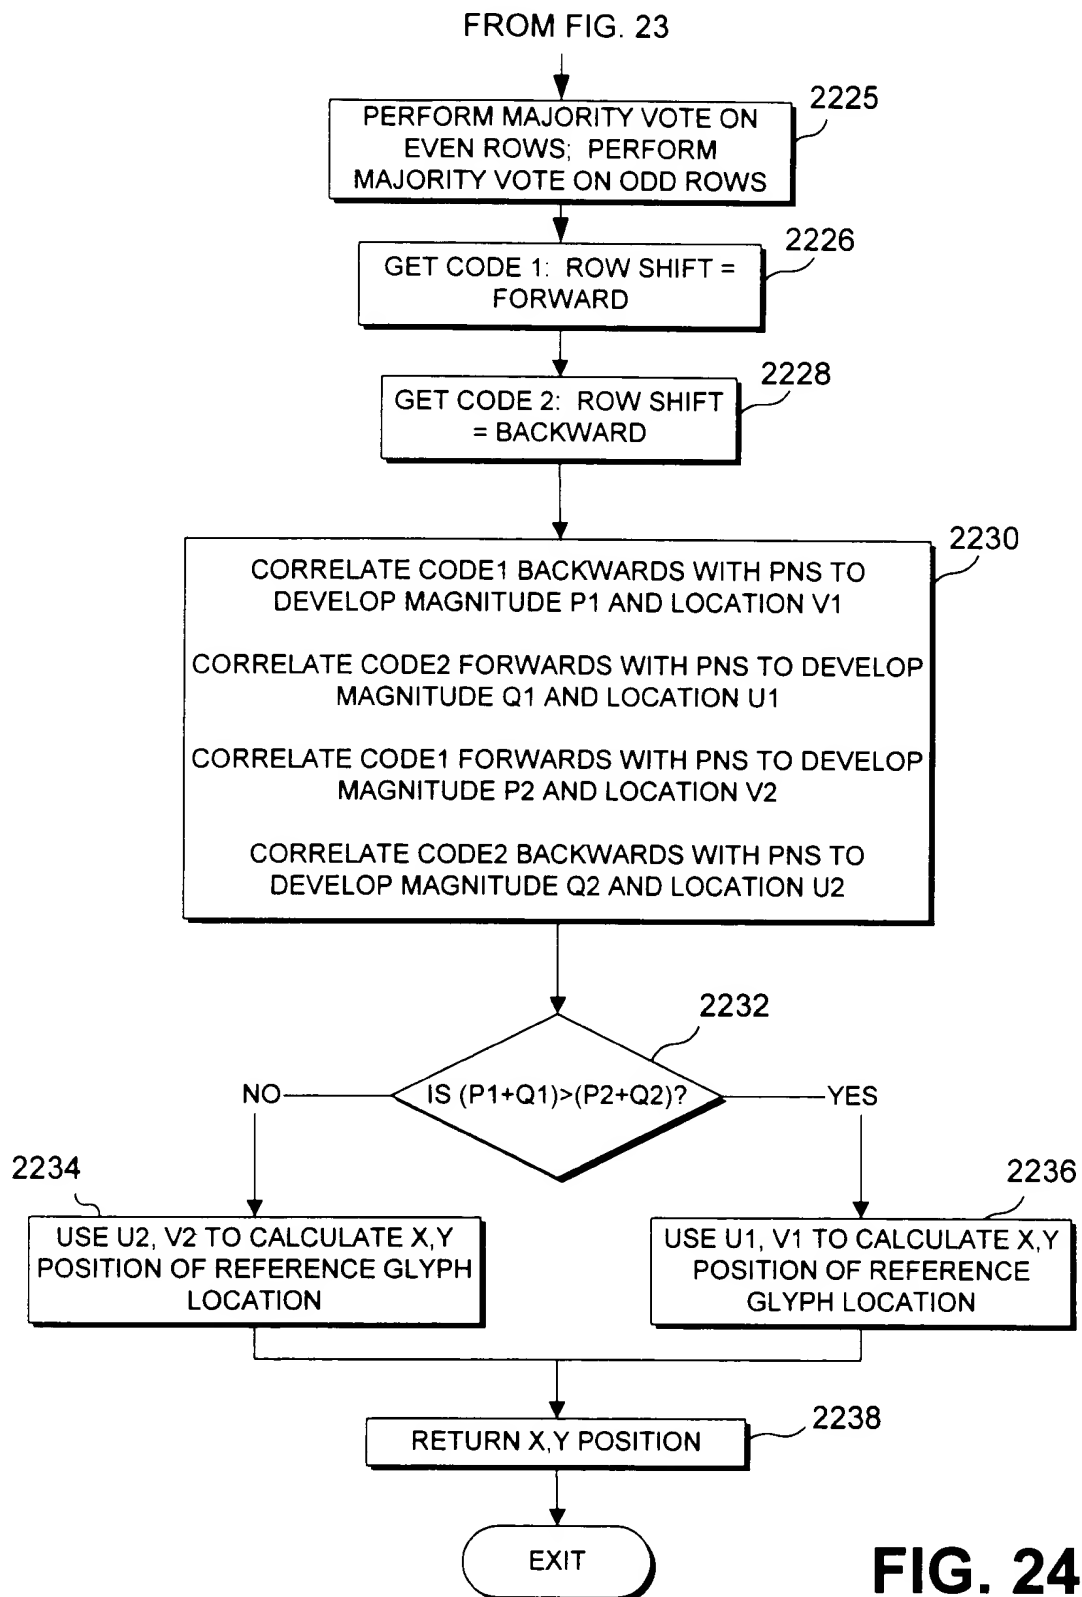 FROM FIG. 23
2225
PERFORM MAJORITY VOTE ON
EVEN ROWS; PERFORM
MAJORITY VOTE ON ODD ROWS
2226
GET CODE 1: ROW SHIFT =
FORWARD
2228
GET CODE 2: ROW SHIFT
= BACKWARD
2230
CORRELATE CODE1 BACKWARDS WITH PNS TO
DEVELOP MAGNITUDE P1 AND LOCATION V1
CORRELATE CODE2 FORWARDS WITH PNS TO DEVELOP
MAGNITUDE Q1 AND LOCATION U1
CORRELATE CODE1 FORWARDS WITH PNS TO DEVELOP
MAGNITUDE P2 AND LOCATION V2
CORRELATE CODE2 BACKWARDS WITH PNS TO
DEVELOP MAGNITUDE Q2 AND LOCATION U2
2232
IS (P1+Q1)>(P2+Q2)?
NO
YES
2234
USE U2, V2 TO CALCULATE X,Y
POSITION OF REFERENCE GLYPH
LOCATION
2236
USE U1, V1 TO CALCULATE X,Y
POSITION OF REFERENCE
GLYPH LOCATION
2238
RETURN X,Y POSITION
EXIT
FIG. 24